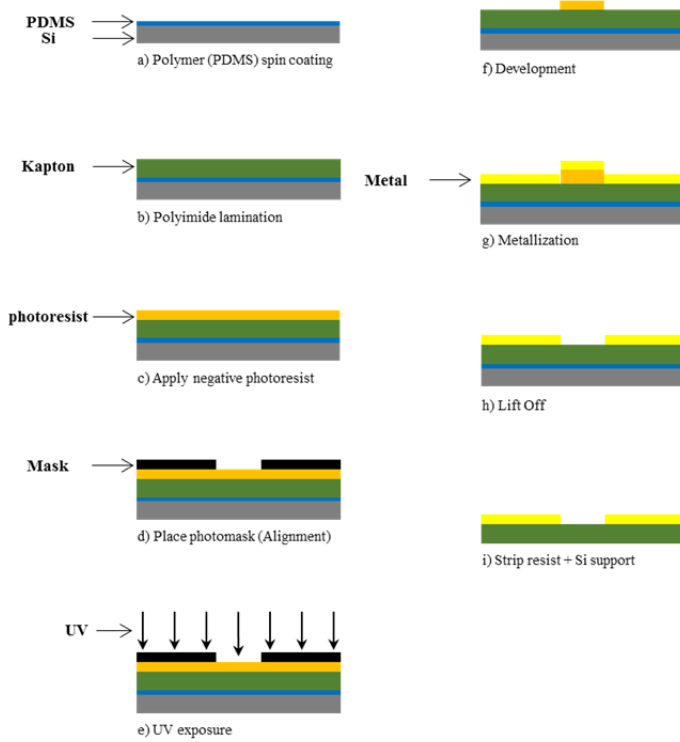 PDMS
Si
a) Polymer (PDMS) spin coating
Kapton
b) Polyimide lamination
photoresist
c) Apply negative photoresist
Mask
d) Place photomask (Alignment)
UV
e) UV exposure
f) Development
Metal
g) Metallization
h) Lift Off
i) Strip resist + Si support